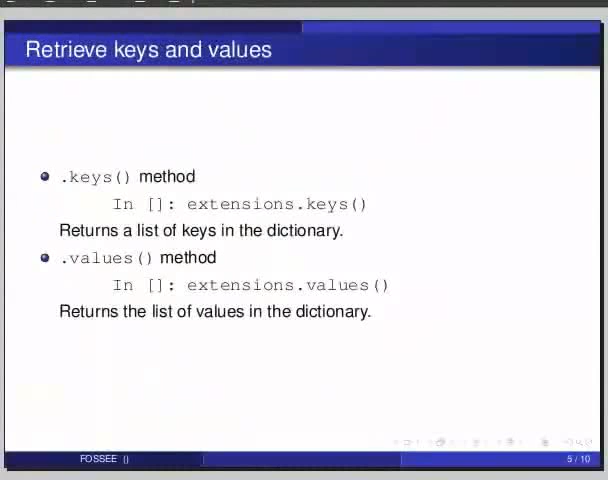 Retrieve keys and values
.keys() method
In []: extensions.keys()
Returns a list of keys in the dictionary.
.values() method
In []: extensions.values()
Returns the list of values in the dictionary.
FOSSEE ()
5 / 10